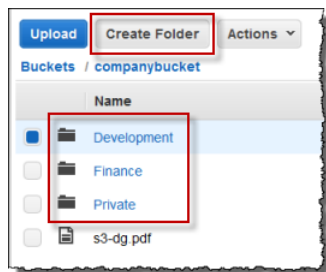 Upload Create Folder Actions
Buckets / companybucket
Name
Development
Finance
Private
s3-dg.pdf